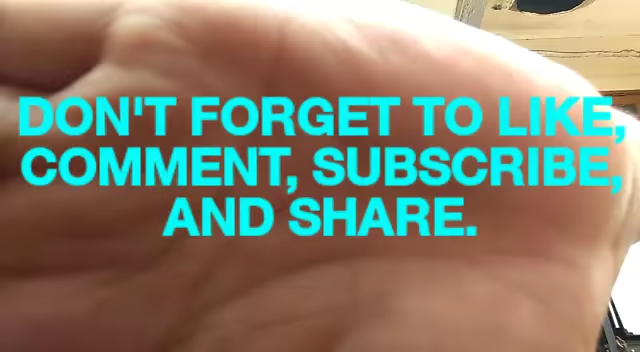 DON'T FORGET TO LIKE,
COMMENT, SUBSCRIBE,
AND SHARE.